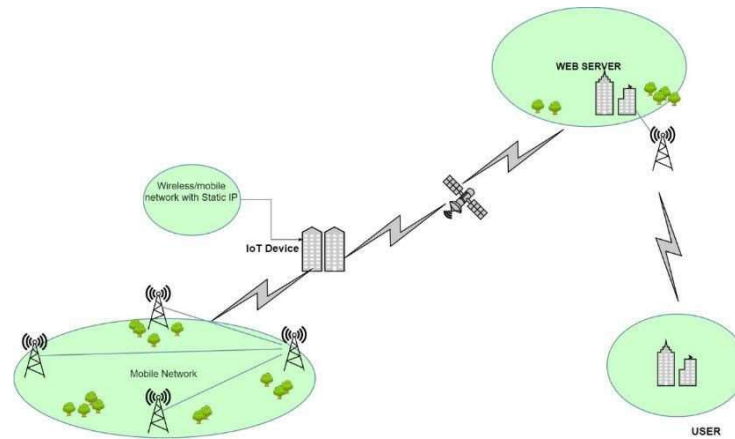 WEB SERVER
Wireless/mobile
network with Static IP
IoT Device
Mobile Network
USER